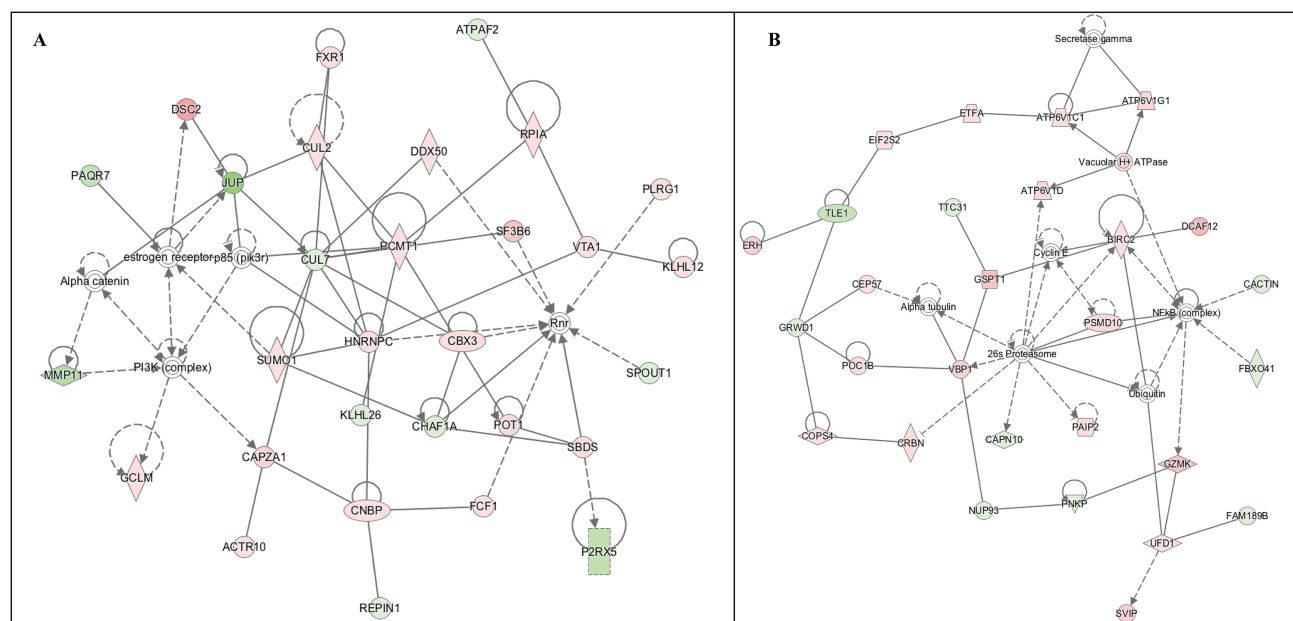 A
ATPAF2
FXR1
DSC2
RPIA
CUL2
DDX50
PAQR7
JUP
PLRG1
SF3B6
PCMT1
VTA1
estrogen receptor
p85 (pik3r)
CUL7
KLHL12
Alpha catenin
Rnr
HNRNPC
CBX3
SUMO1
PI3K (complex)
MMP11
SPOUT1
KLHL26
CHAF1A
POT1
SBDS
CAPZA1
GCLM
CNBP
FCF1
ACTR10
P2RX5
REPIN1
B
Secretase gamma
ATP6V1G1
ETFA
ATP6V1C1
EIF2S2
Vacuolar H+ ATPase
ATP6V1D
TTC31
TLE1
DCAF12
BIRC2
ERH
Cyclin E
GSPT1
CEP57
CACTIN
Alpha tubulin
NFkB (complex)
PSMD10
GRWD1
26s Proteasome
POC1B
VBP1
FBXO41
Ubiquitin
PAIP2
COPS4
CRBN
CAPN10
GZMK
PNKP
NUP93
FAM189B
UFD1
SVIP